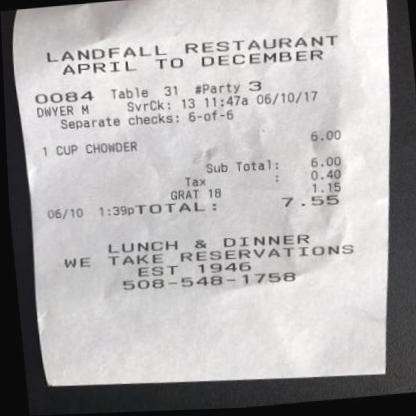 LANDFALL RESTAURANT
APRIL TO DECEMBER
0084 Table 31 #Party 3
DWYER M SvrCk: 13 11:47a 06/10/17
Separate checks: 6-of-6
1 CUP CHOWDER 6.00
Sub Total: 6.00
Tax : 0.40
GRAT 18 1.15
06/10 1:39pTOTAL: 7.55
LUNCH & DINNER
WE TAKE RESERVATIONS
EST 1946
508-548-1758